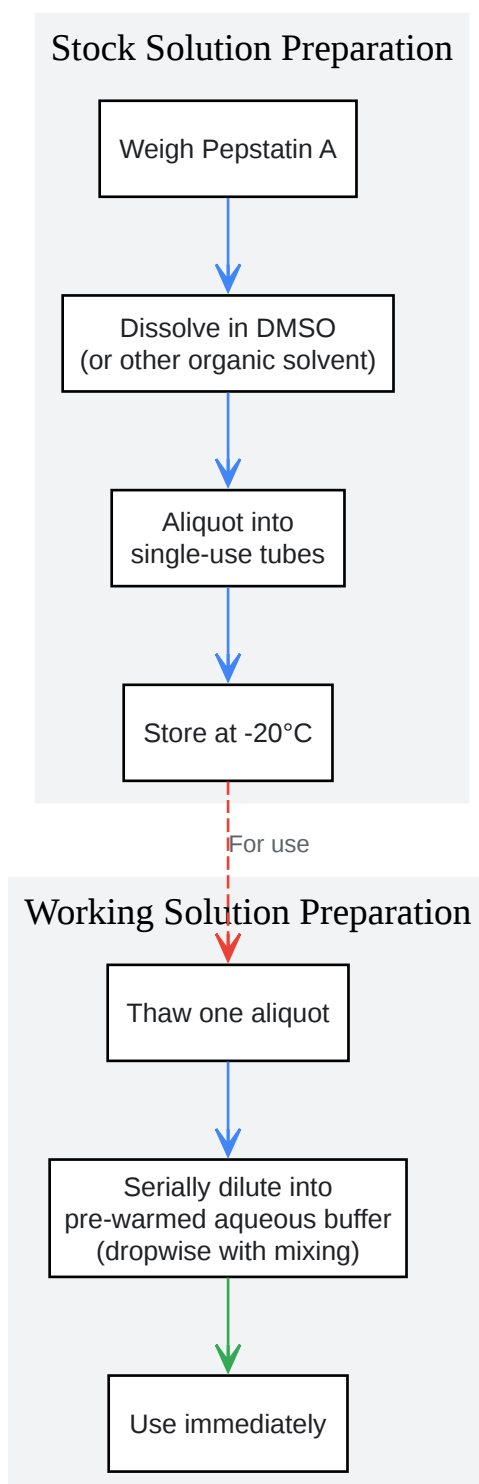 Stock Solution Preparation
Weigh Pepstatin A
Dissolve in DMSO
(or other organic solvent)
Aliquot into
single-use tubes
Store at -20°C
For use
Working Solution Preparation
Thaw one aliquot
Serially dilute into
pre-warmed aqueous buffer
(dropwise with mixing)
Use immediately